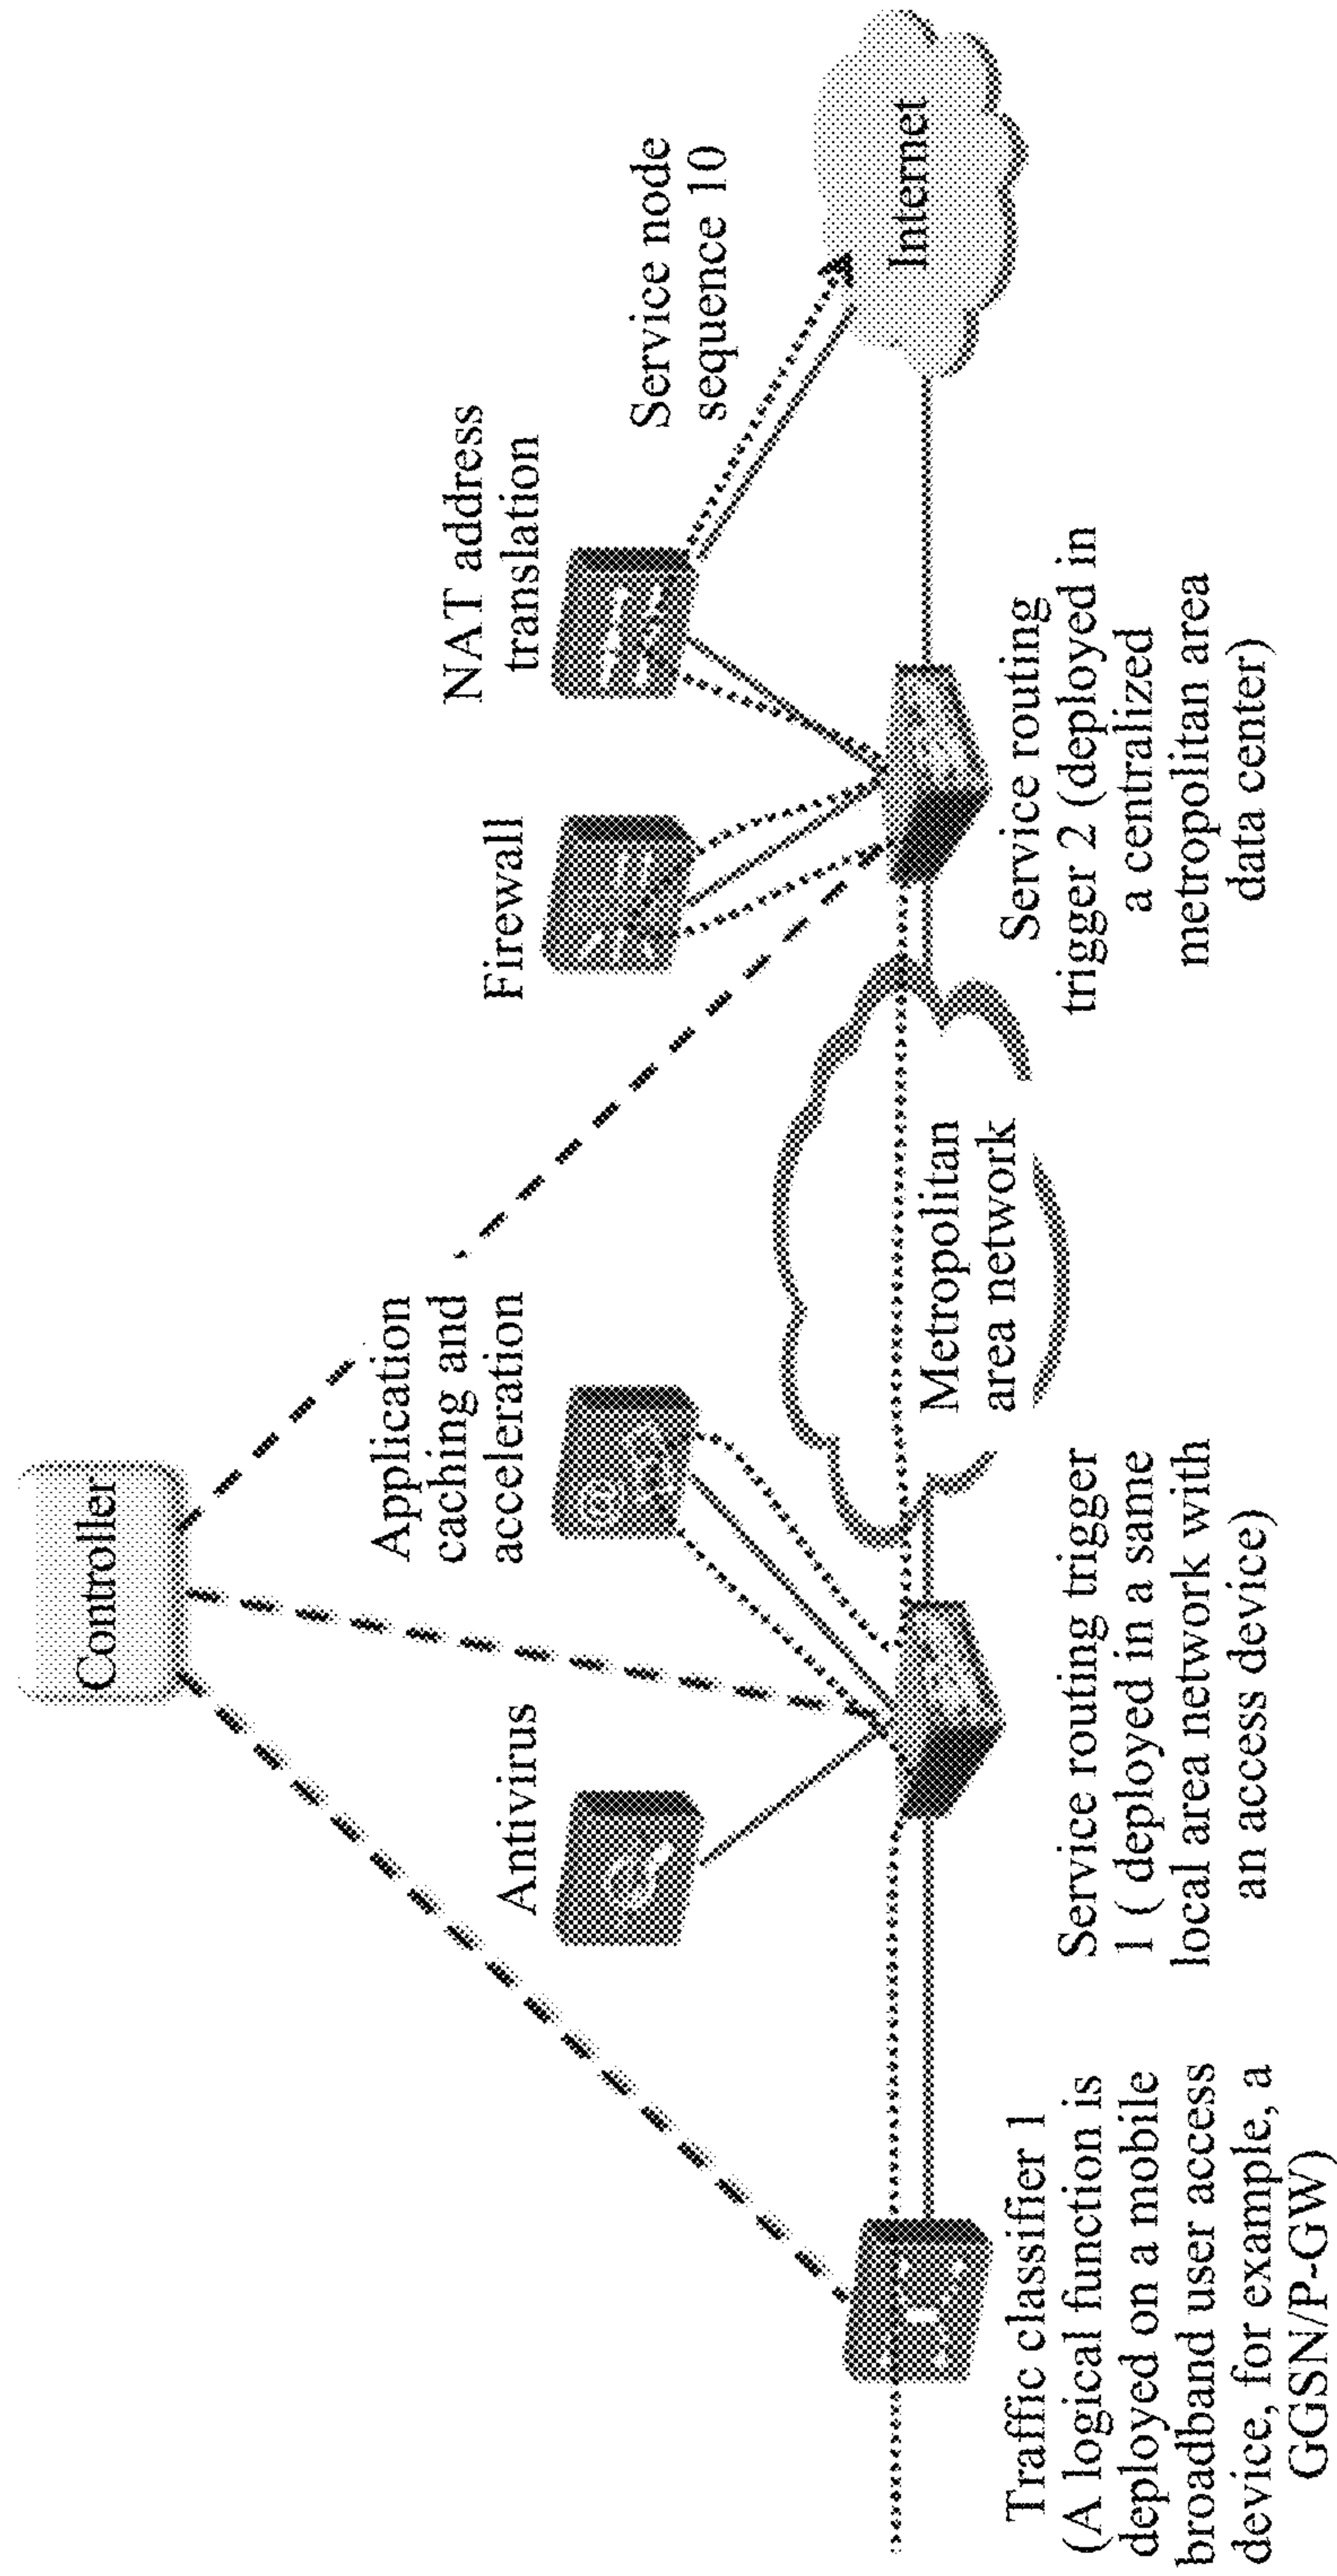 Controller
Application
caching and
acceleration
Antivirus
Firewall
NAT address
translation
Service node
sequence 10
Internet
Metropolitan
area network
Traffic classifier 1
(A logical function is
deployed on a mobile
broadband user access
device, for example, a
GGSN/P-GW)
Service routing trigger
1 ( deployed in a same
local area network with
an access device)
Service routing
trigger 2 (deployed in
a centralized
metropolitan area
data center)